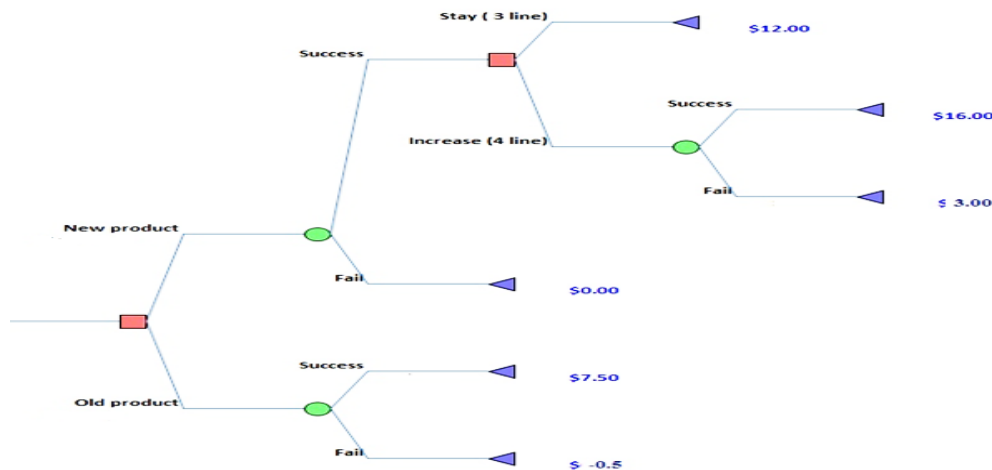 Stay ( 3 line)
$12.00
Success
Success
$16.00
Increase (4 line)
Fail
$ 3.00
New product
Fail
$0.00
Success
$7.50
Old product
Fail
$ -0.5